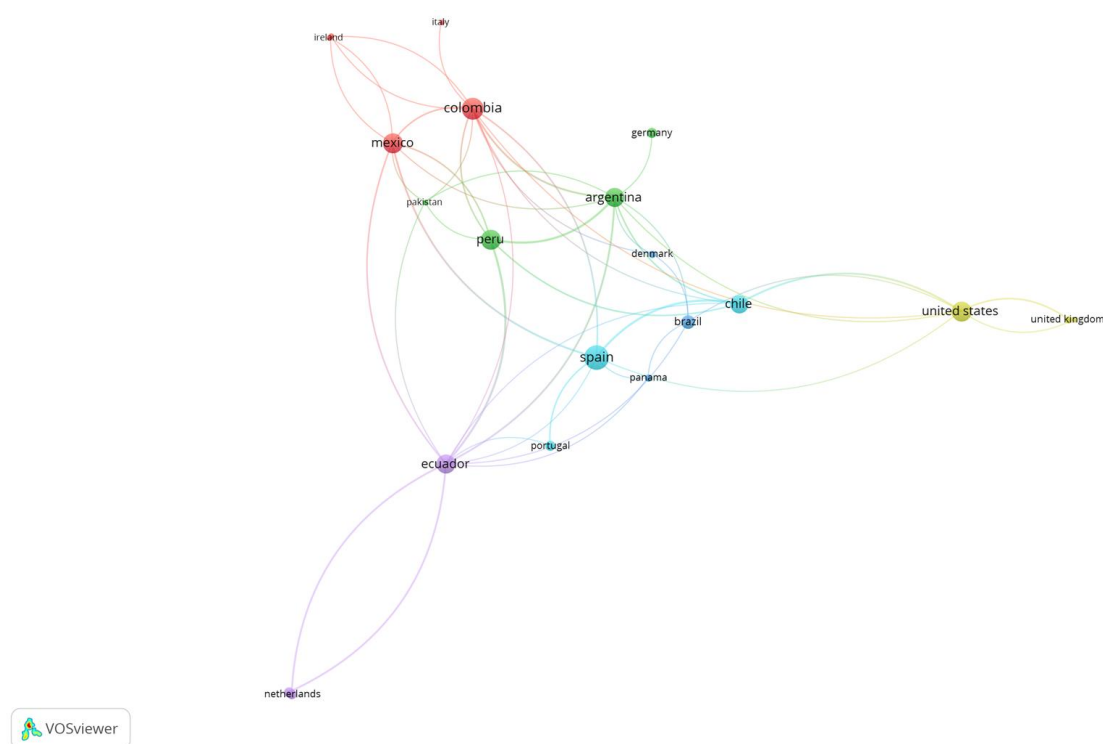 italy
ireland
colombia
germany
mexico
argentina
pakistan
peru
denmark
chile
united states
united kingdom
brazil
spain
panama
portugal
ecuador
netherlands
VOSviewer